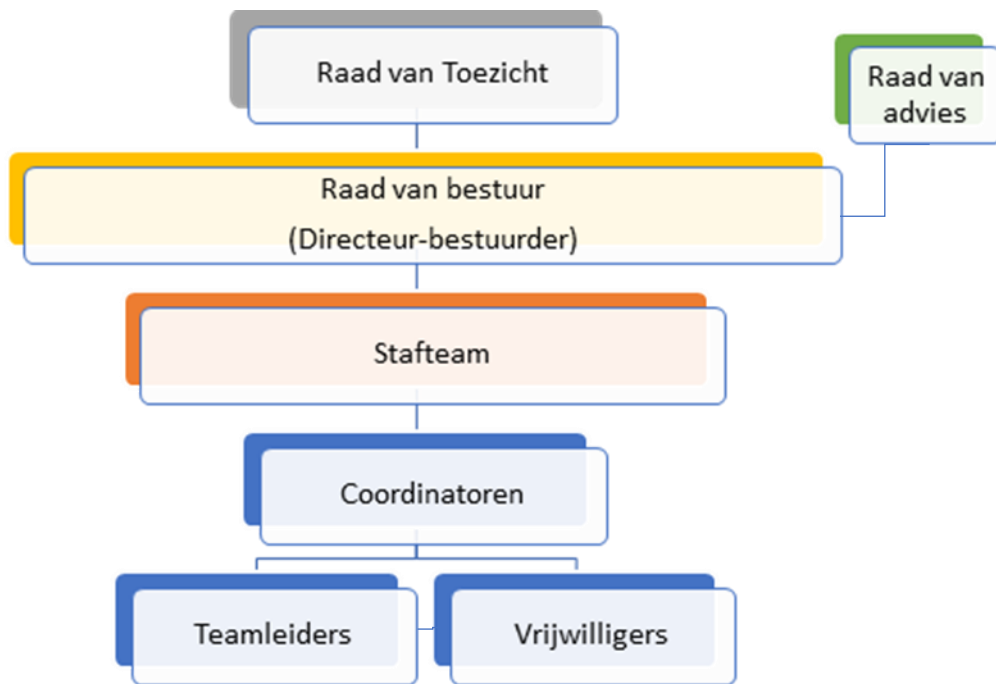 Raad van Toezicht
Raad van
advies
Raad van bestuur
(Directeur-bestuurder)
Stafteam
Coordinatoren
Teamleiders
Vrijwilligers